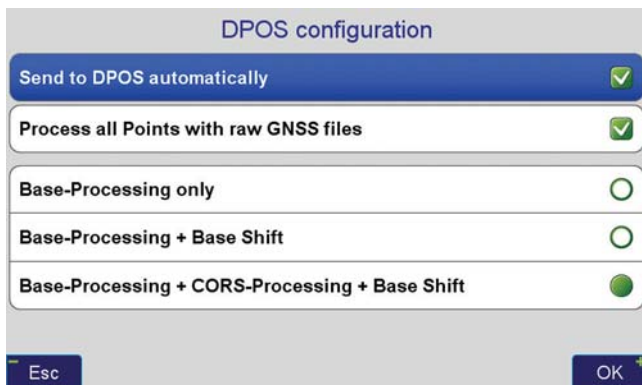 DPOS configuration
Send to DPOS automatically
Process all Points with raw GNSS files
Base-Processing only
Base-Processing + Base Shift
Base-Processing + CORS-Processing + Base Shift
Esc OK